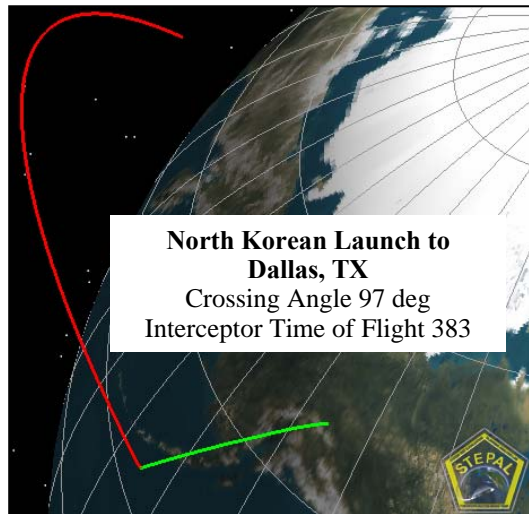 North Korean Launch to
Dallas, TX
Crossing Angle 97 deg
Interceptor Time of Flight 383
STEPAL